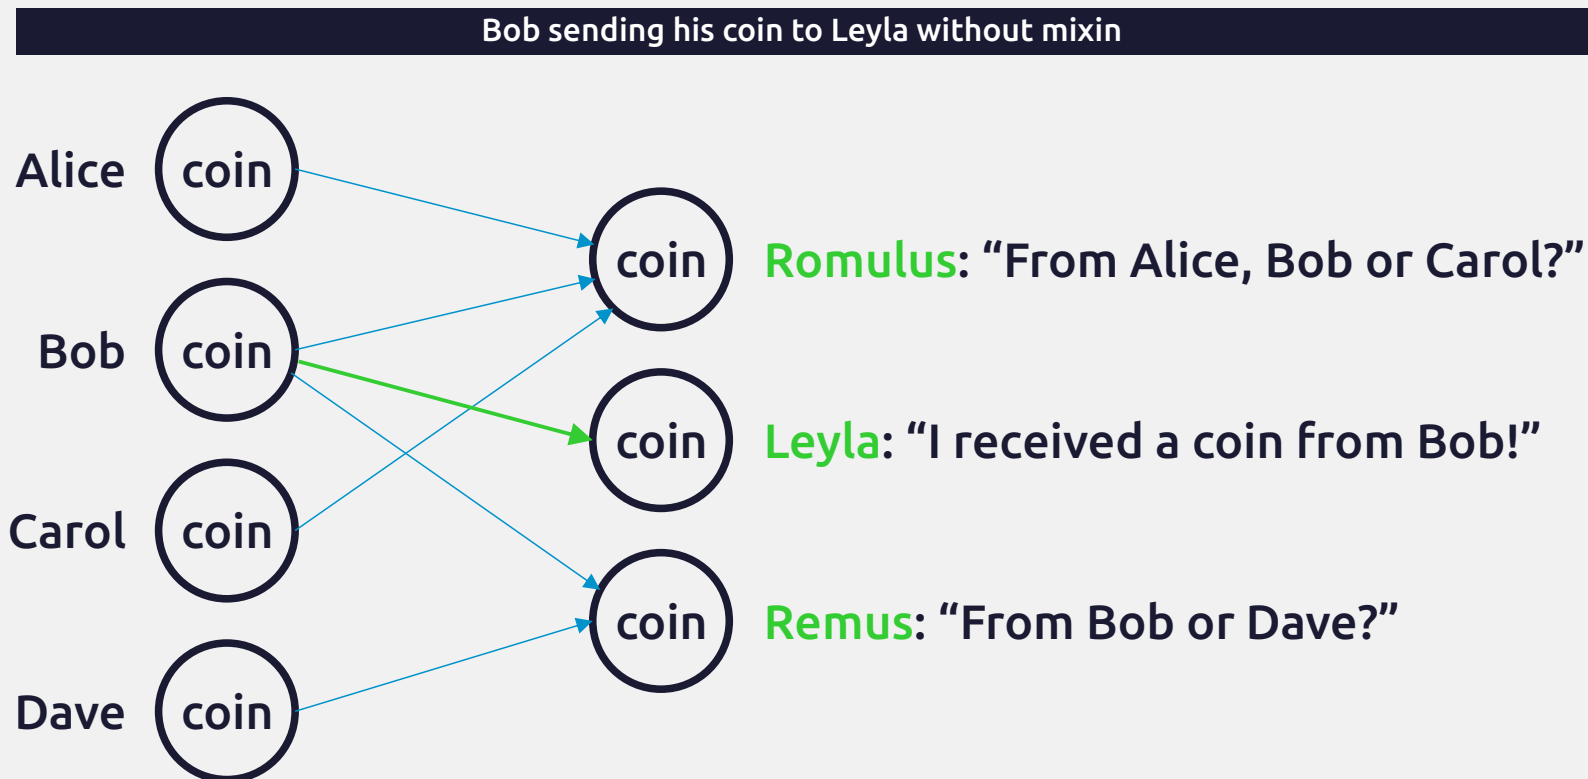 Bob sending his coin to Leyla without mixin
Alice
coin
Bob
coin
Carol
coin
Dave
coin
coin
Romulus: “From Alice, Bob or Carol?”
coin
Leyla: “I received a coin from Bob!”
coin
Remus: “From Bob or Dave?”